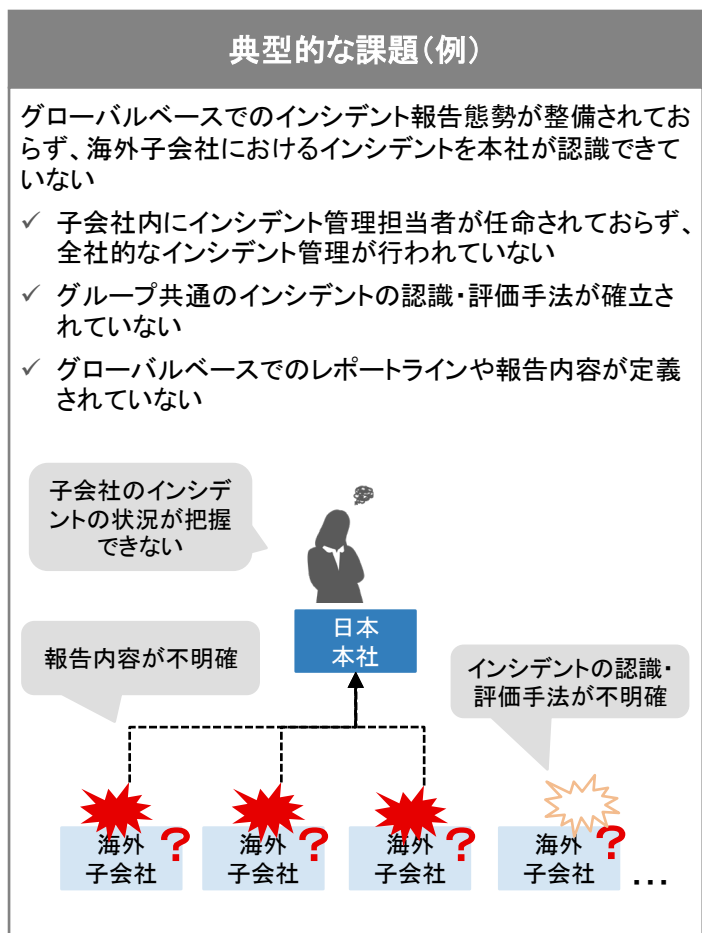 典型的な課題（例）
グローバルベースでのインシデント報告態勢が整備されてお
らず、海外子会社におけるインシデントを本社が認識できて
いない
✓ 子会社内にインシデント管理担当者が任命されておらず、
全社的なインシデント管理が行われていない
✓ グループ共通のインシデントの認識・評価手法が確立さ
れていない
✓ グローバルベースでのレポートラインや報告内容が定義
されていない
子会社のインシデ
ントの状況が把握
できない
日本
本社
報告内容が不明確
インシデントの認識・
評価手法が不明確
海外
子会社
?
海外
子会社
?
海外
子会社
?
海外
子会社
?
...